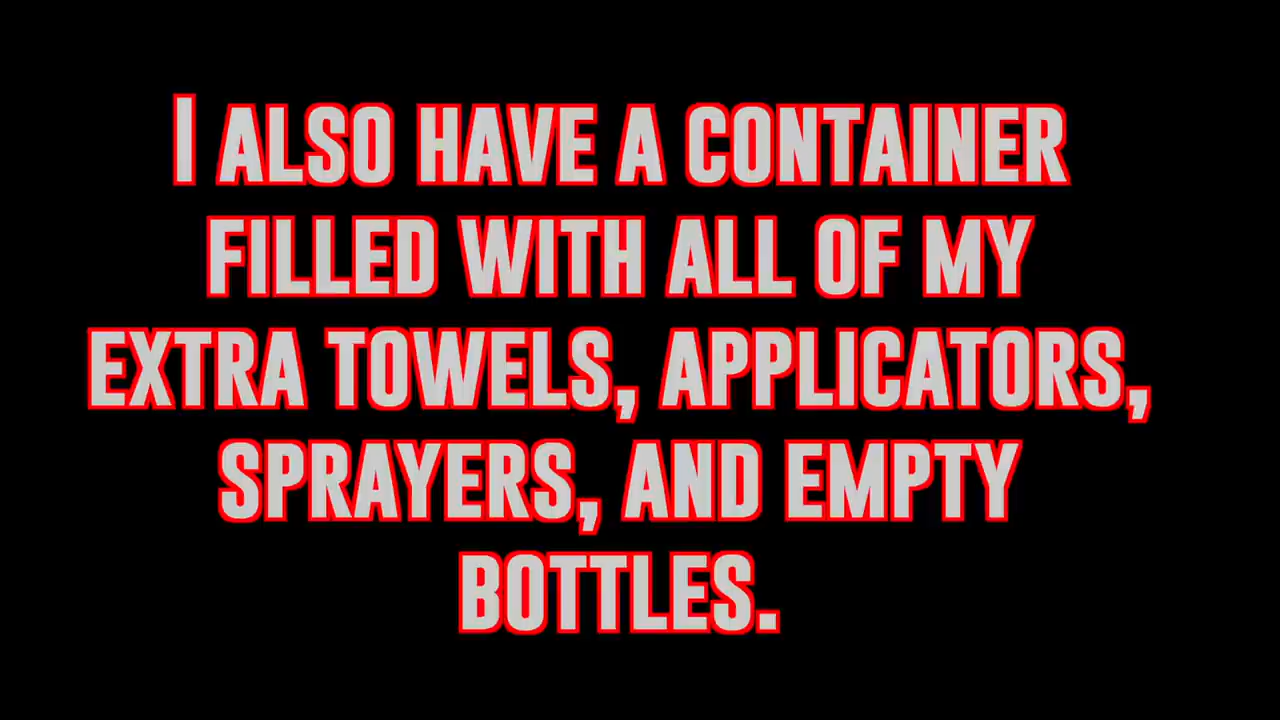 I ALSO HAVE A CONTAINER
FILLED WITH ALL OF MY
EXTRA TOWELS, APPLICATORS,
SPRAYERS, AND EMPTY
BOTTLES.